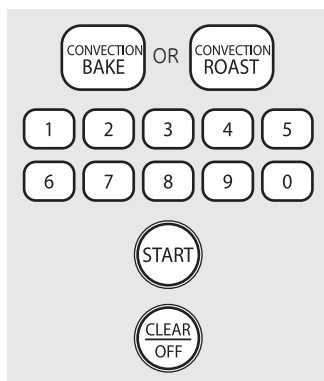 CONVECTION BAKE OR CONVECTION ROAST
1 2 3 4 5
6 7 8 9 0
START
CLEAR
OFF